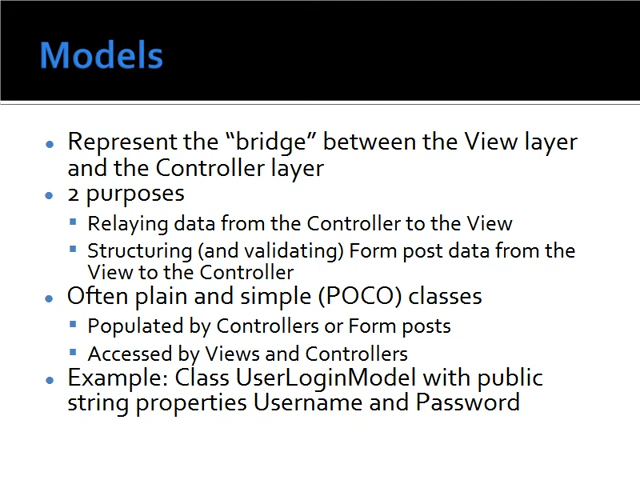 Models
• Represent the “bridge” between the View layer
and the Controller layer
• 2 purposes
▪ Relaying data from the Controller to the View
▪ Structuring (and validating) Form post data from the
View to the Controller
• Often plain and simple (POCO) classes
▪ Populated by Controllers or Form posts
▪ Accessed by Views and Controllers
• Example: Class UserLoginModel with public
string properties Username and Password